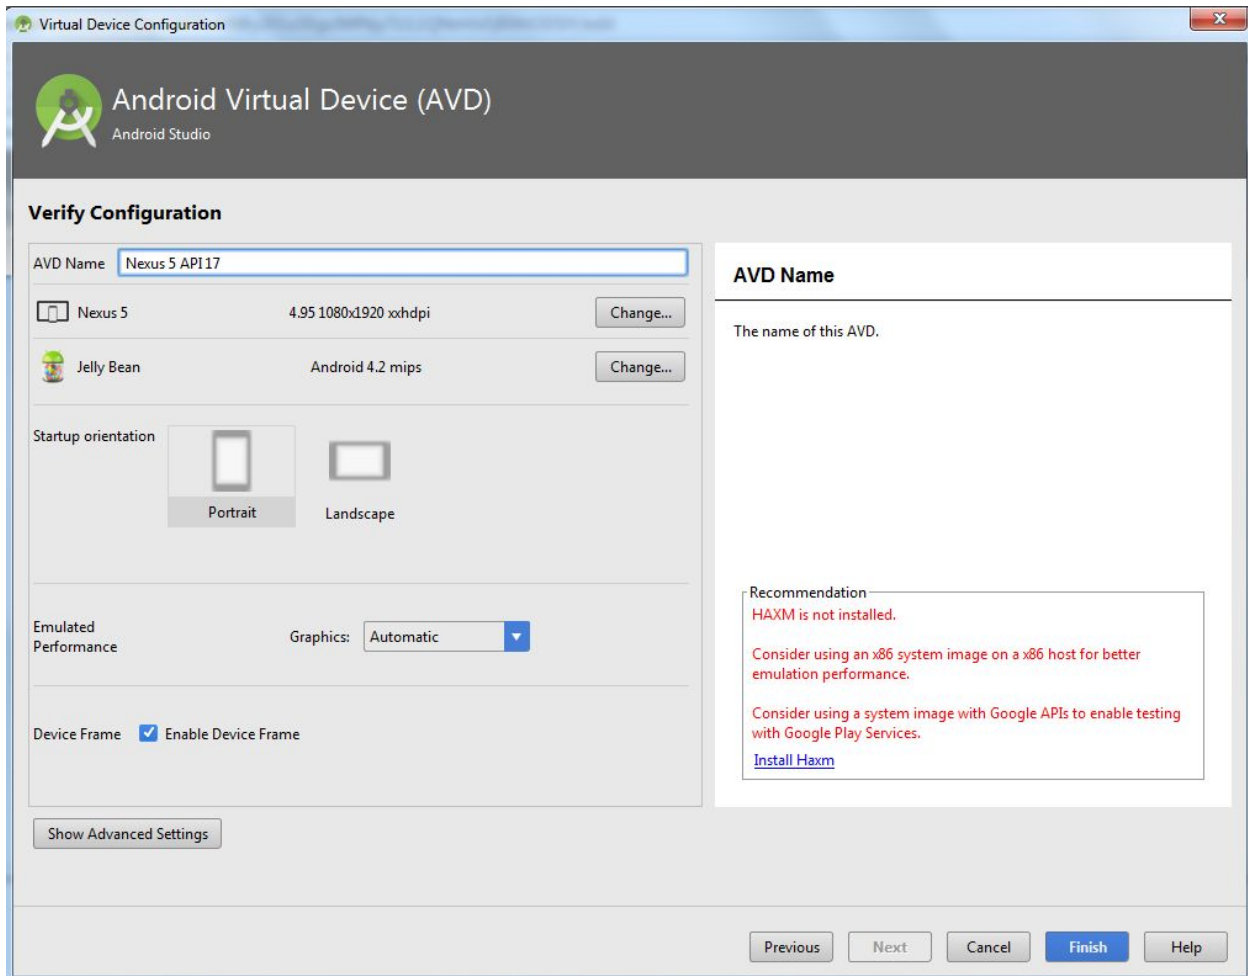 Virtual Device Configuration
Android Virtual Device (AVD)
Android Studio
Verify Configuration
AVD Name Nexus 5 API 17
Nexus 5 4.95 1080x1920 xxhdpi Change...
Jelly Bean Android 4.2 mips Change...
Startup orientation
Portrait
Landscape
Emulated
Performance
Graphics: Automatic
Device Frame Enable Device Frame
Show Advanced Settings
AVD Name
The name of this AVD.
Recommendation
HAXM is not installed.
Consider using an x86 system image on a x86 host for better
emulation performance.
Consider using a system image with Google APIs to enable testing
with Google Play Services.
Install Haxm
Previous Next Cancel Finish Help